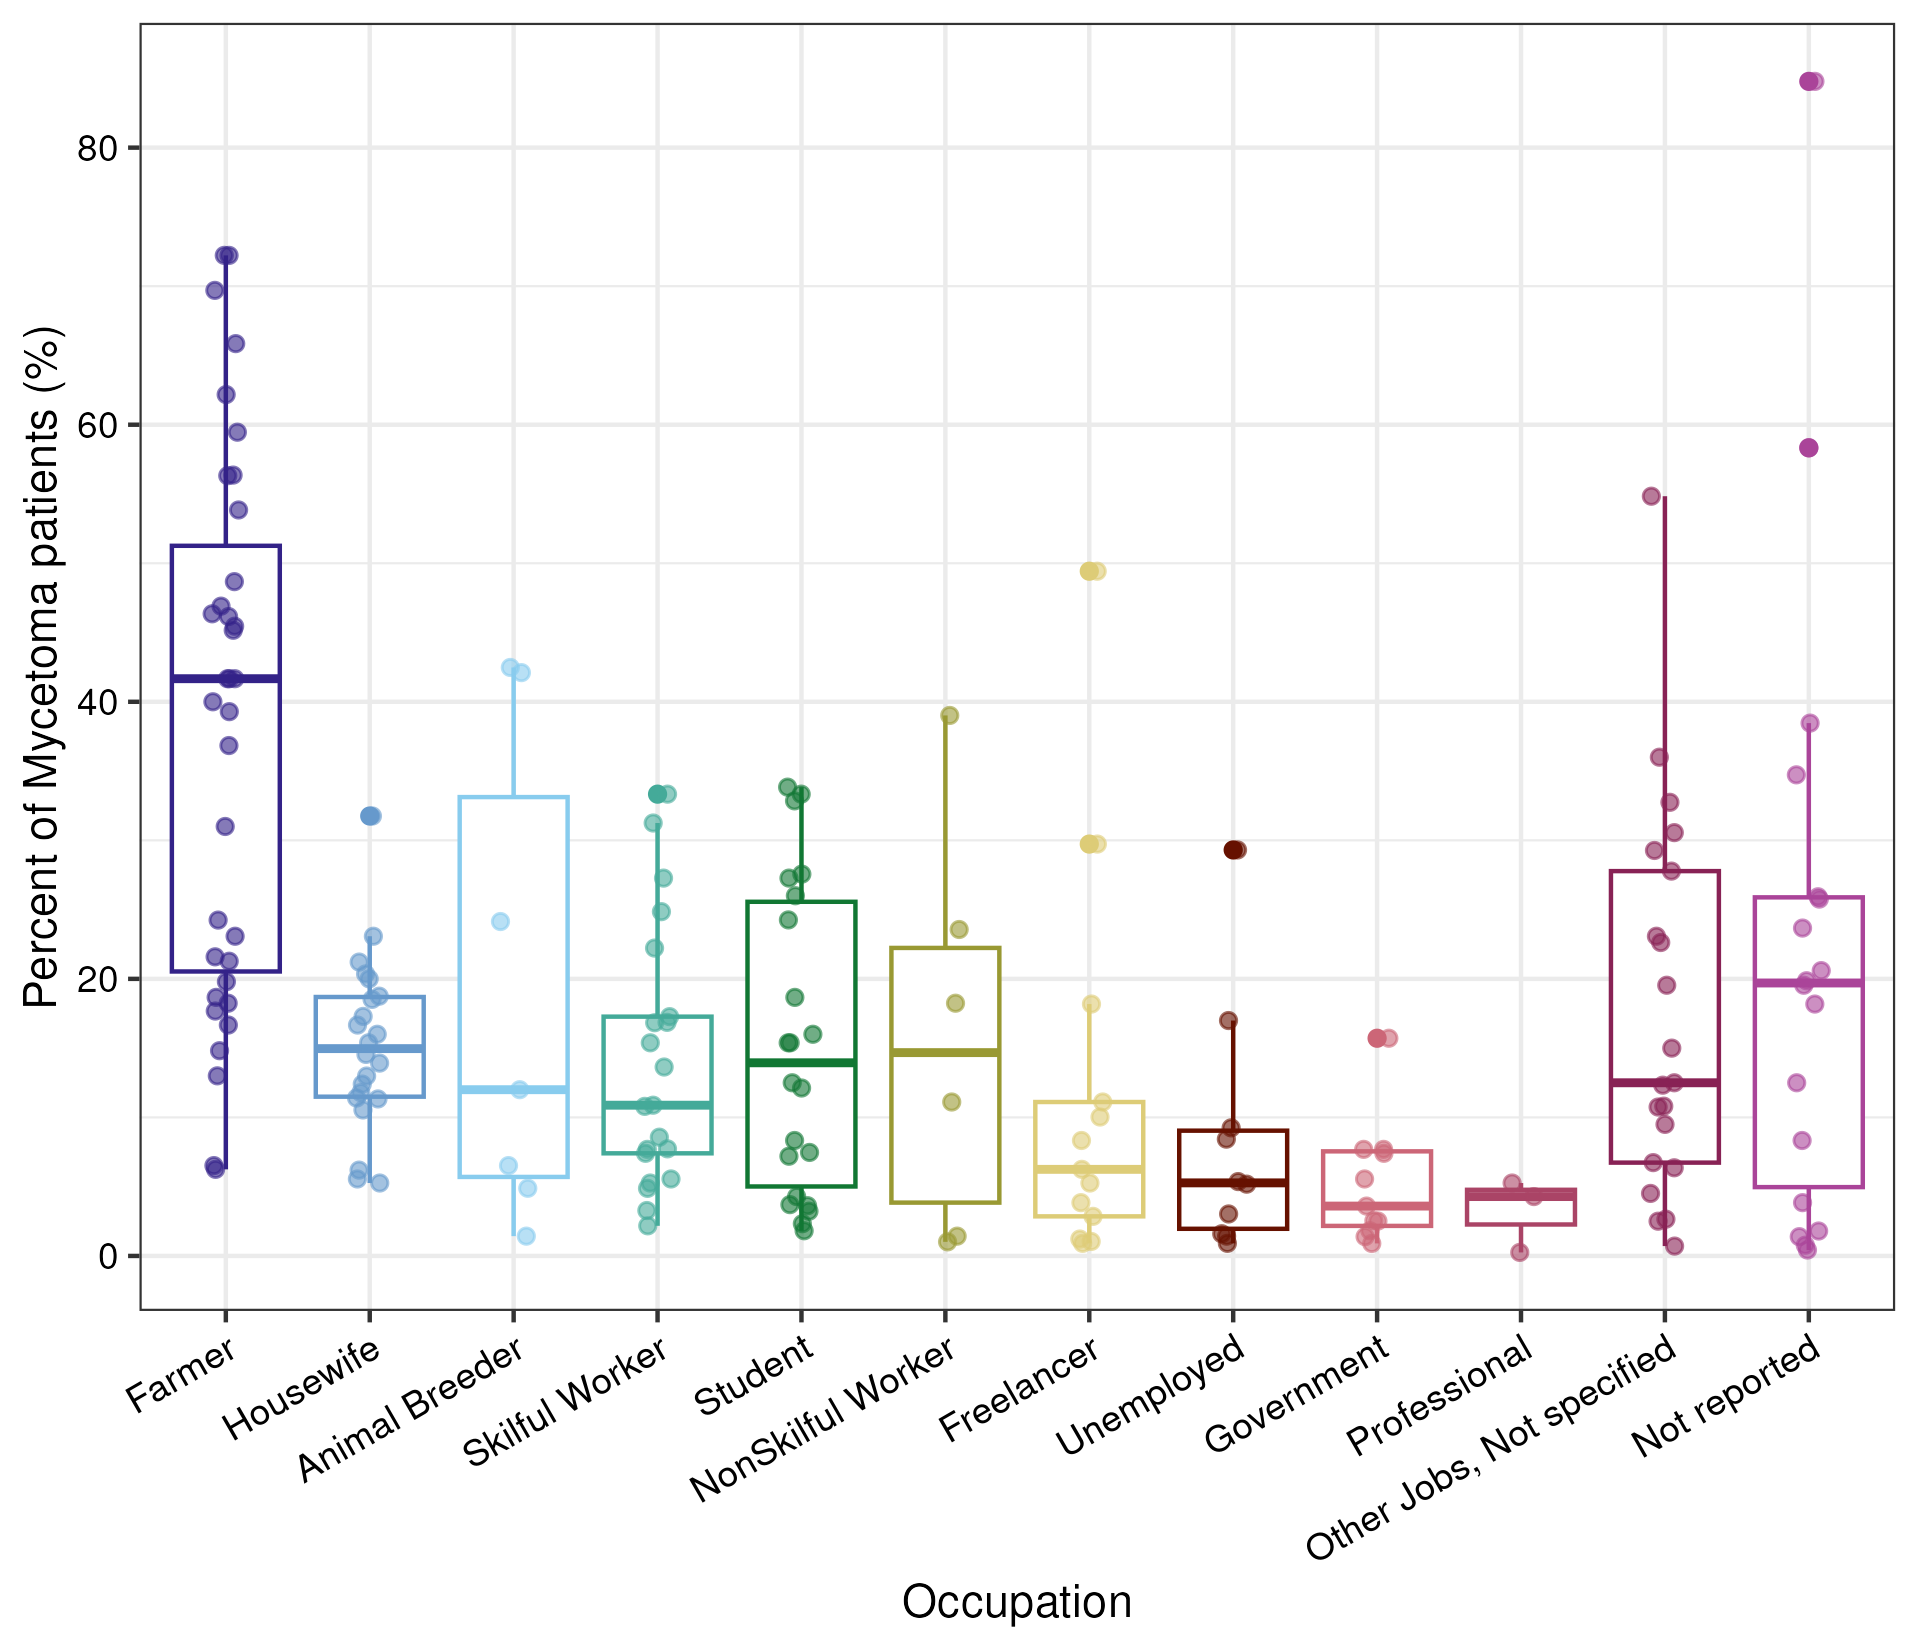 Percent of Mycetoma patients (%)
80
60
40
20
0
Farmer
Housewife
Animal Breeder
Skilful Worker
Student
NonSkilful Worker
Freelancer
Unemployed
Government
Professional
Other Jobs, Not specified
Not reported
Occupation